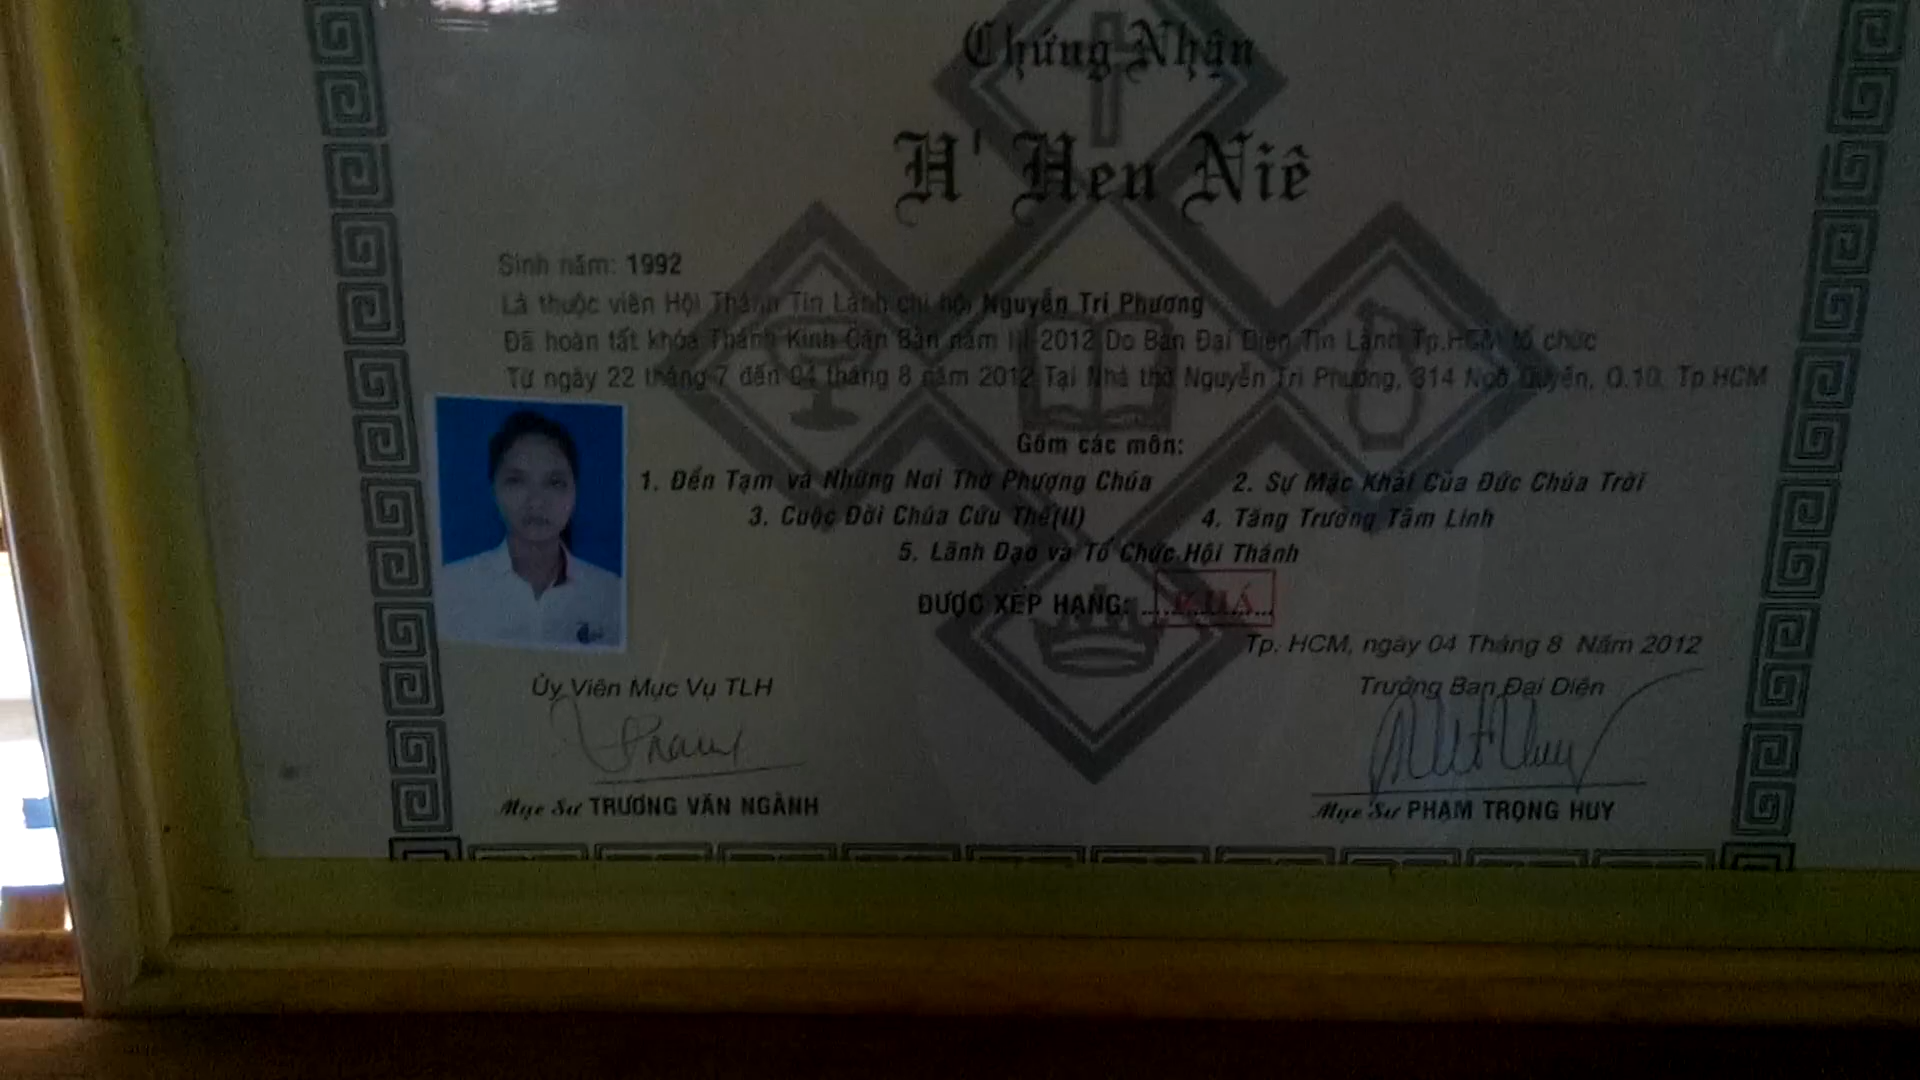 Chứng Nhận
H' Hen Niê
Sinh năm: 1992
Là thuộc viên Hội Thánh Tin Lành chi hội Nguyễn Tri Phương
Đã hoàn tất khóa Thánh Kinh Căn Bản năm III 2012 Do Ban Đại Diện Tin Lành Tp.HCM tổ chức
Từ ngày 22 tháng 7 đến 04 tháng 8 năm 2012 Tại Nhà thờ Nguyễn Tri Phương, 314 Ngô Quyền, Q.10, Tp HCM
Gồm các môn:
1. Đền Tạm và Những Nơi Thờ Phượng Chúa 2. Sự Mặc Khải Của Đức Chúa Trời
3. Cuộc Đời Chúa Cứu Thế(II) 4. Tăng Trưởng Tâm Linh
5. Lãnh Đạo và Tổ Chức Hội Thánh
ĐƯỢC XẾP HẠNG: KHÁ
Tp. HCM, ngày 04 Tháng 8 Năm 2012
Ủy Viên Mục Vụ TLH Trưởng Ban Đại Diện
Mục Sư TRƯƠNG VĂN NGÀNH Mục Sư PHẠM TRỌNG HUY